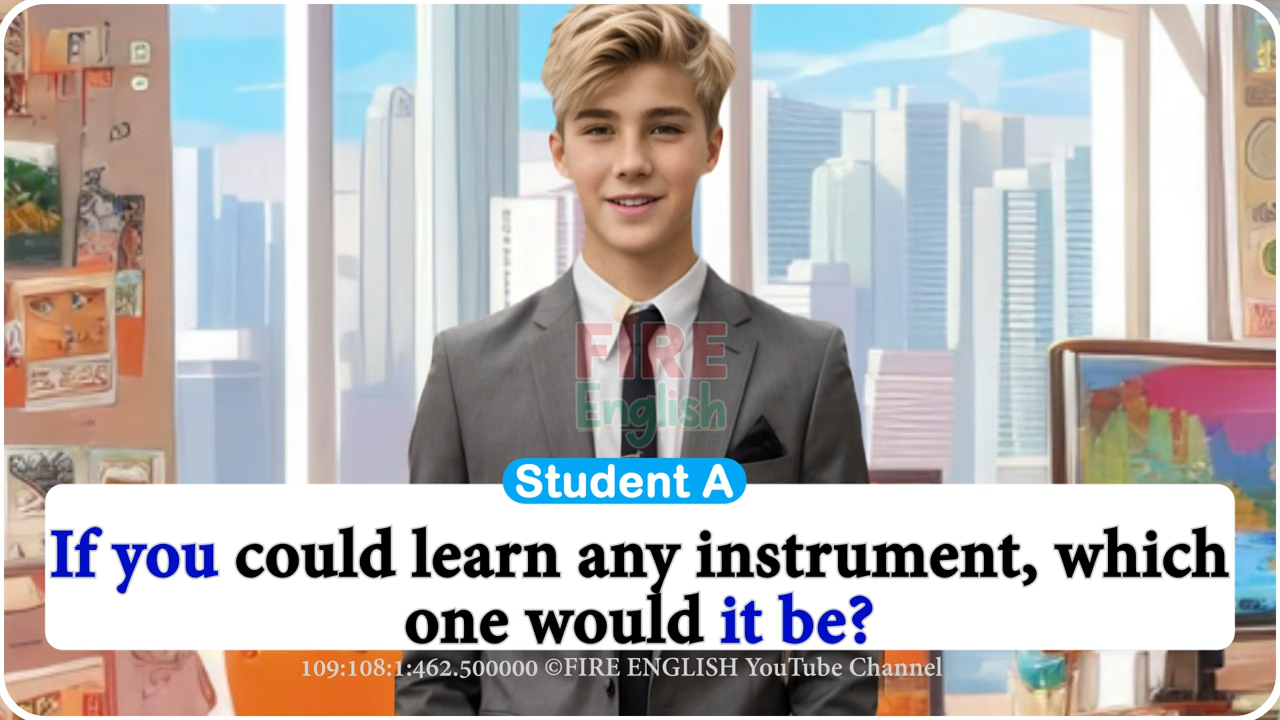 FIRE
English
Student A
If you could learn any instrument, which
one would it be?
109:108:1:462.500000 ©FIRE ENGLISH YouTube Channel